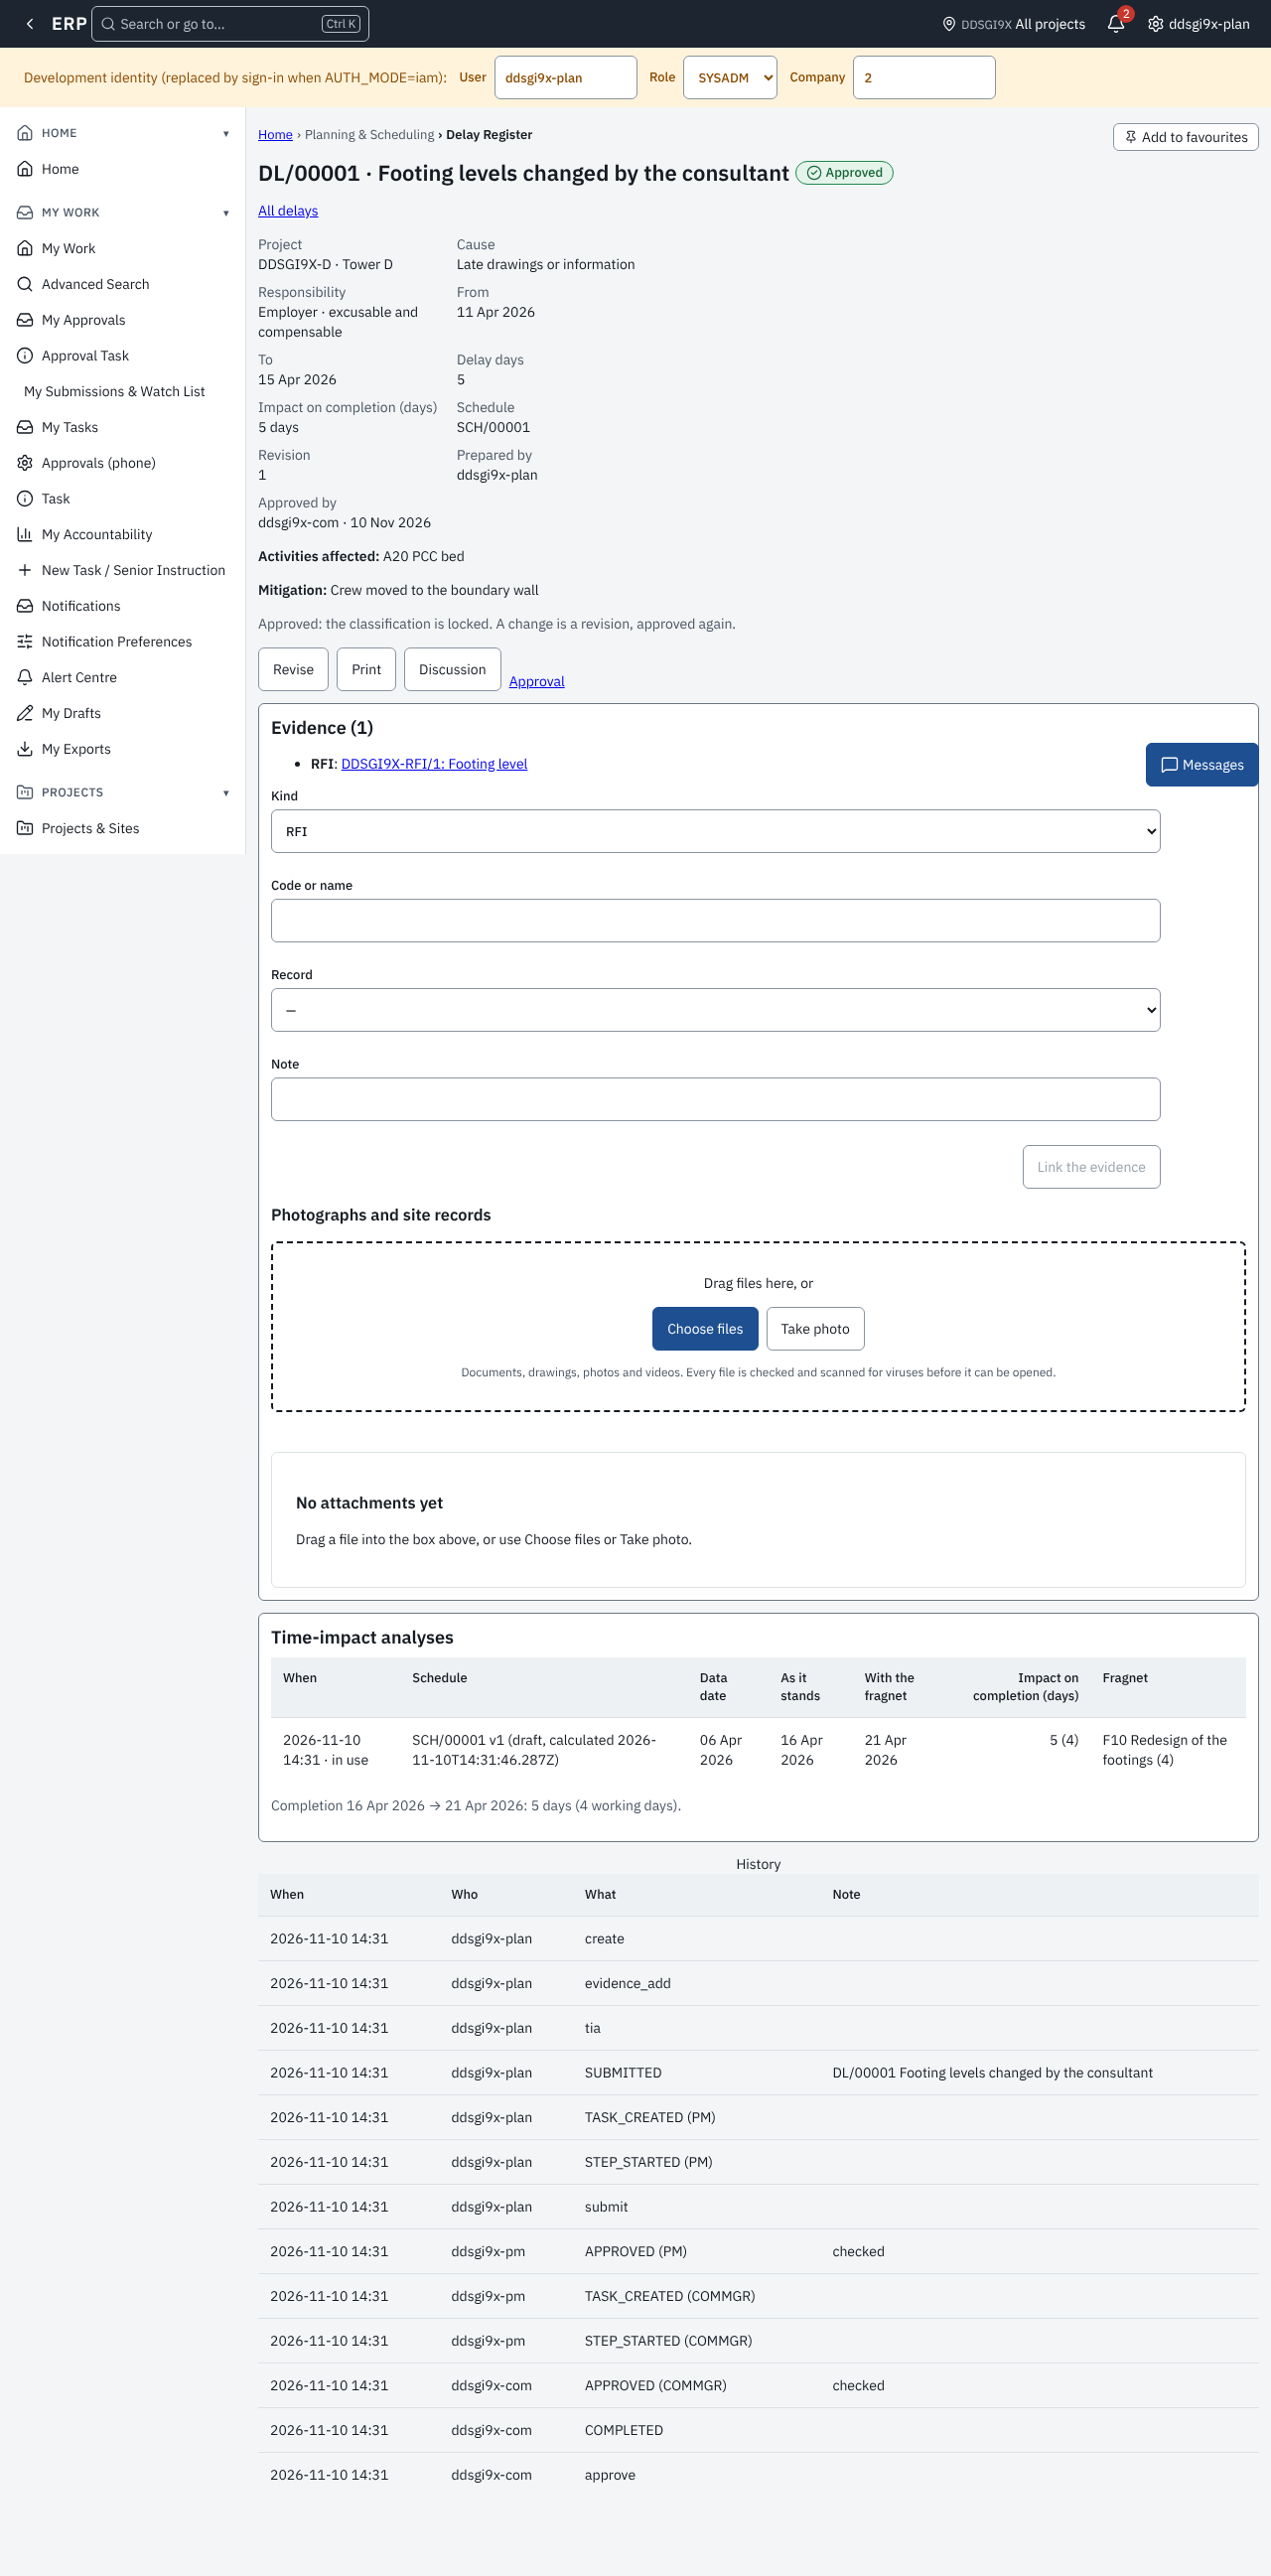 ERP
Search or go to...
Ctrl K
DDSGI9X All projects
2
ddsgi9x-plan
Development identity (replaced by sign-in when AUTH_MODE=iam):
User
ddsgi9x-plan
Role
SYSADM
Company
2
HOME
Home
MY WORK
My Work
Advanced Search
My Approvals
Approval Task
My Submissions & Watch List
My Tasks
Approvals (phone)
Task
My Accountability
New Task / Senior Instruction
Notifications
Notification Preferences
Alert Centre
My Drafts
My Exports
PROJECTS
Projects & Sites
Home › Planning & Scheduling › Delay Register
Add to favourites
DL/00001 · Footing levels changed by the consultant
Approved
All delays
Project
DDSGI9X-D · Tower D
Cause
Late drawings or information
Responsibility
Employer · excusable and
compensable
From
11 Apr 2026
To
15 Apr 2026
Delay days
5
Impact on completion (days)
5 days
Schedule
SCH/00001
Revision
1
Prepared by
ddsgi9x-plan
Approved by
ddsgi9x-com · 10 Nov 2026
Activities affected: A20 PCC bed
Mitigation: Crew moved to the boundary wall
Approved: the classification is locked. A change is a revision, approved again.
Revise
Print
Discussion
Approval
Evidence (1)
RFI: DDSGI9X-RFI/1: Footing level
Messages
Kind
RFI
Code or name
Record
—
Note
Link the evidence
Photographs and site records
Drag files here, or
Choose files
Take photo
Documents, drawings, photos and videos. Every file is checked and scanned for viruses before it can be opened.
No attachments yet
Drag a file into the box above, or use Choose files or Take photo.
Time-impact analyses
When
Schedule
Data
date
As it
stands
With the
fragnet
Impact on
completion (days)
Fragnet
2026-11-10
14:31 · in use
SCH/00001 v1 (draft, calculated 2026-
11-10T14:31:46.287Z)
06 Apr
2026
16 Apr
2026
21 Apr
2026
5 (4)
F10 Redesign of the
footings (4)
Completion 16 Apr 2026 → 21 Apr 2026: 5 days (4 working days).
History
When Who What Note
2026-11-10 14:31 ddsgi9x-plan create
2026-11-10 14:31 ddsgi9x-plan evidence_add
2026-11-10 14:31 ddsgi9x-plan tia
2026-11-10 14:31 ddsgi9x-plan SUBMITTED DL/00001 Footing levels changed by the consultant
2026-11-10 14:31 ddsgi9x-plan TASK_CREATED (PM)
2026-11-10 14:31 ddsgi9x-plan STEP_STARTED (PM)
2026-11-10 14:31 ddsgi9x-plan submit
2026-11-10 14:31 ddsgi9x-pm APPROVED (PM) checked
2026-11-10 14:31 ddsgi9x-pm TASK_CREATED (COMMGR)
2026-11-10 14:31 ddsgi9x-pm STEP_STARTED (COMMGR)
2026-11-10 14:31 ddsgi9x-com APPROVED (COMMGR) checked
2026-11-10 14:31 ddsgi9x-com COMPLETED
2026-11-10 14:31 ddsgi9x-com approve